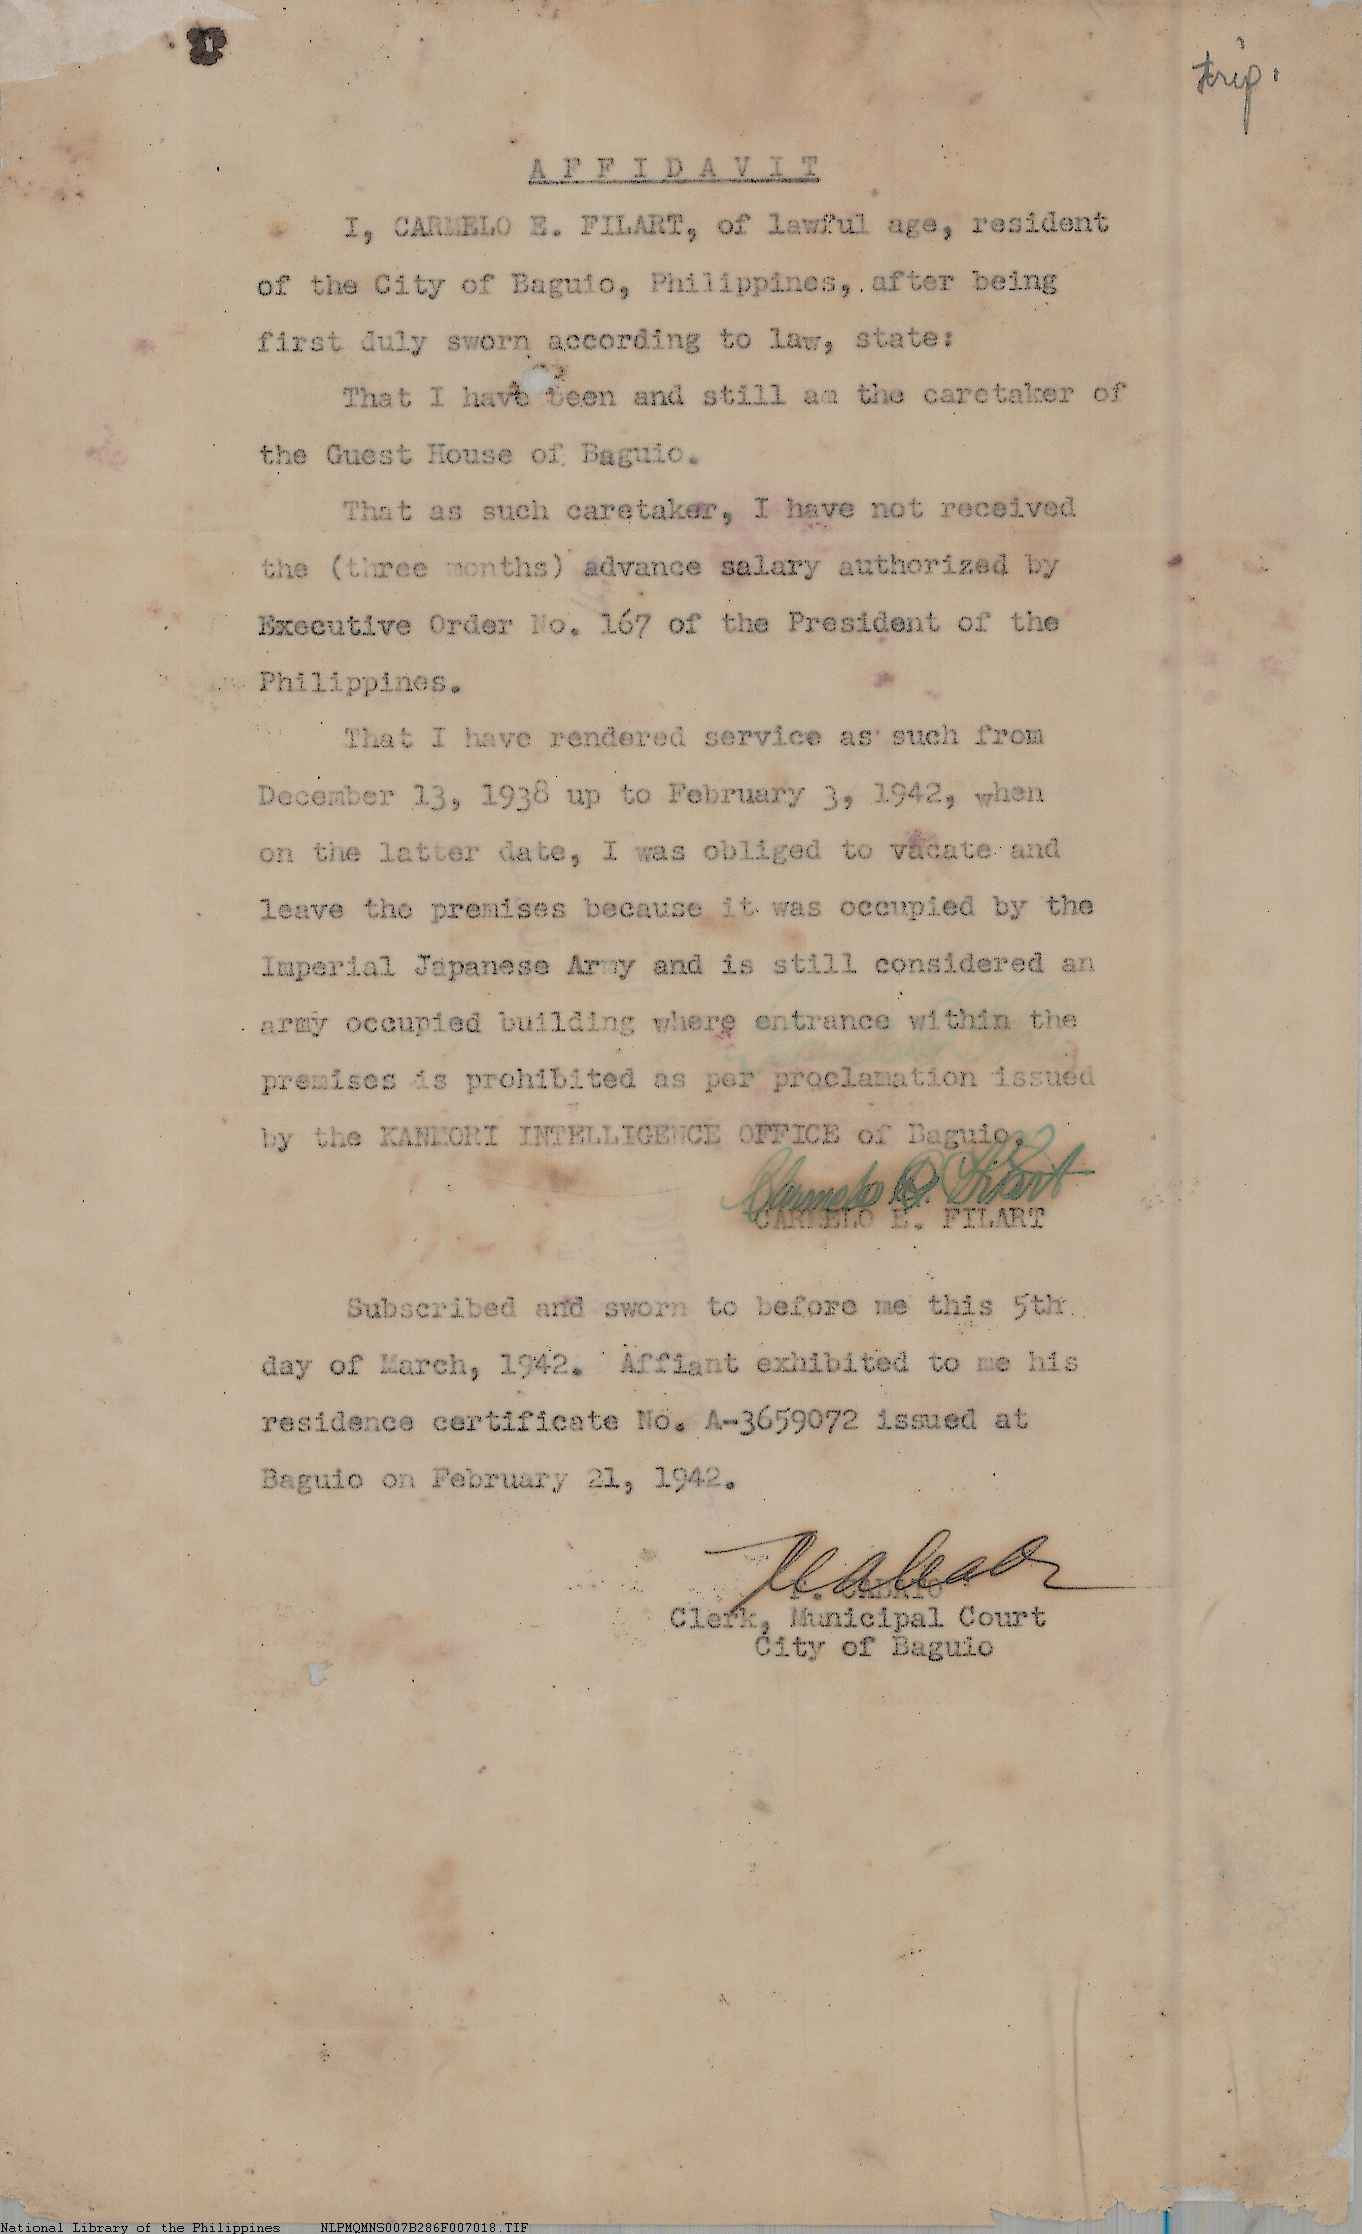 trip.
AFFIDAVIT
I, CARMELO E. FILART, of lawful age, resident
of the City of Baguio, Philippines, after being
first duly sworn according to law, state:
That I have been and still am the caretaker of
the Guest House of Baguio.
That as such caretaker, I have not received
the (three months) advance salary authorized by
Executive Order No. 167 of the President of the
Philippines.
That I have rendered service as such from
December 13, 1938 up to February 3, 1942, when
on the latter date, I was obliged to vacate and
leave the premises because it was occupied by the
Imperial Japanese Army and is still considered an
army occupied building where entrance within the
premises is prohibited as per proclamation issued
by the KANMORI INTELLIGENCE OFFICE of Baguio.
Carmelo E. Filart
CARMELO E. FILART
Subscribed and sworn to before me this 5th
day of March, 1942. Affiant exhibited to me his
residence certificate No. A-3659072 issued at
Baguio on February 21, 1942.
Clerk, Municipal Court
City of Baguio
National Library of the Philippines NLPMQMNS007B286F007018.TIF